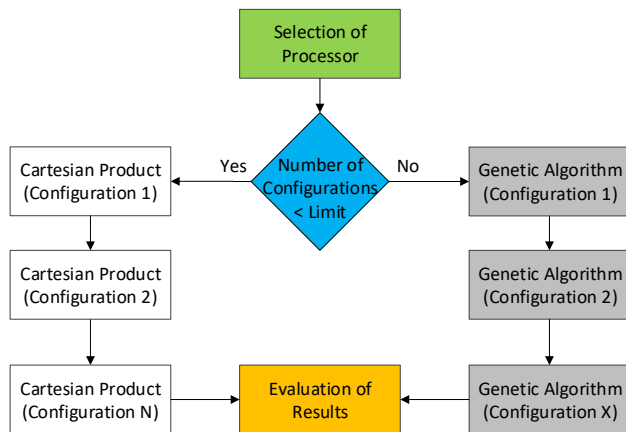 Selection of
Processor
Yes
Number of
Configurations
< Limit
No
Cartesian Product
(Configuration 1)
Genetic Algorithm
(Configuration 1)
Cartesian Product
(Configuration 2)
Genetic Algorithm
(Configuration 2)
Cartesian Product
(Configuration N)
Evaluation of
Results
Genetic Algorithm
(Configuration X)